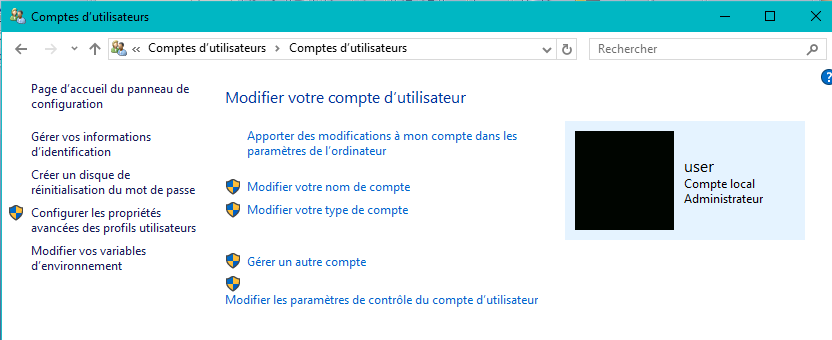 Comptes d'utilisateurs
« Comptes d'utilisateurs > Comptes d'utilisateurs
Rechercher
?
Page d'accueil du panneau de
configuration
Gérer vos informations
d'identification
Créer un disque de
réinitialisation du mot de passe
Configurer les propriétés
avancées des profils utilisateurs
Modifier vos variables
d'environnement
Modifier votre compte d'utilisateur
Apporter des modifications à mon compte dans les
paramètres de l'ordinateur
Modifier votre nom de compte
Modifier votre type de compte
Gérer un autre compte
Modifier les paramètres de contrôle du compte d'utilisateur
user
Compte local
Administrateur